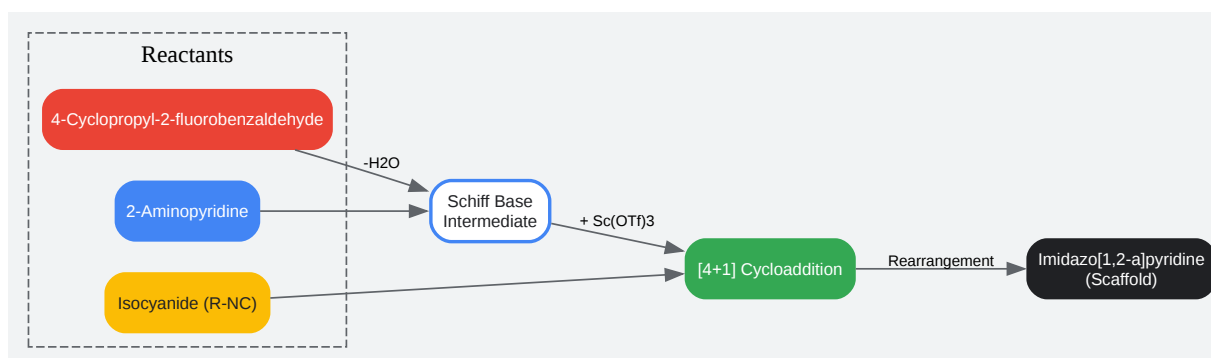 Reactants
4-Cyclopropyl-2-fluorobenzaldehyde
-H2O
2-Aminopyridine
Schiff Base
Intermediate
+ Sc(OTf)3
Isocyanide (R-NC)
[4+1] Cycloaddition
Rearrangement
Imidazo[1,2-a]pyridine
(Scaffold)